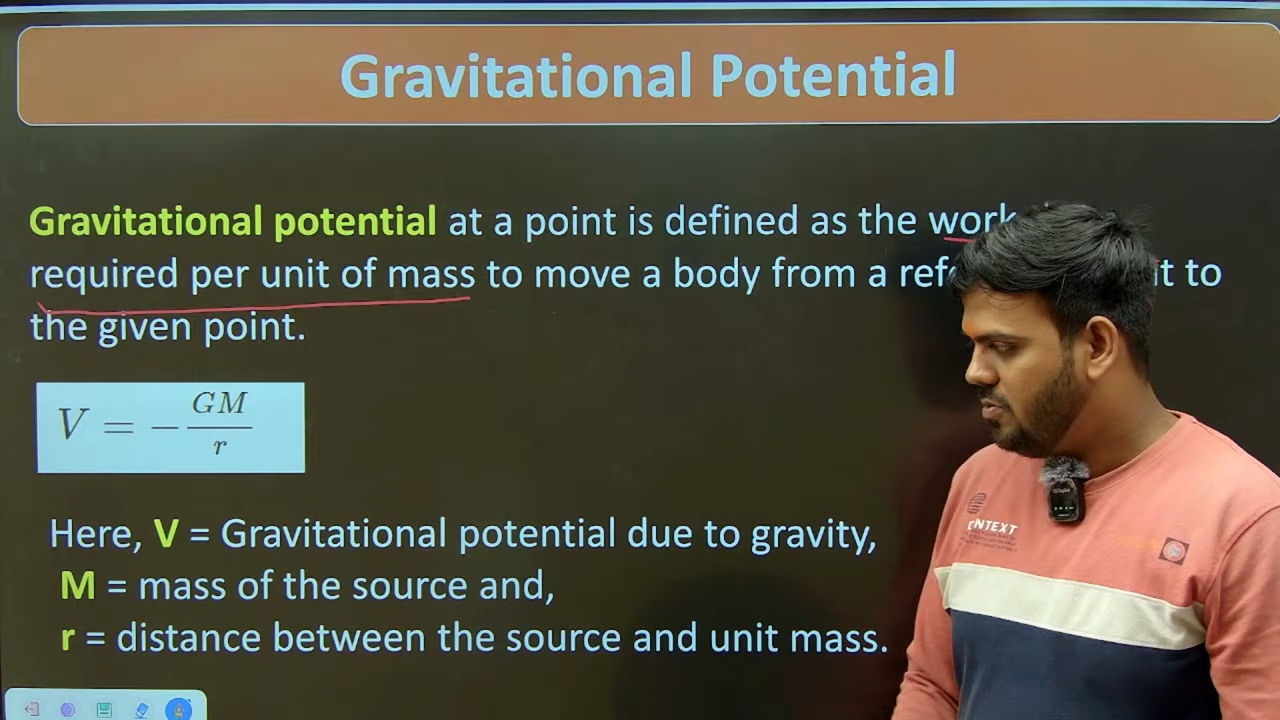 Gravitational Potential
Gravitational potential at a point is defined as the work
required per unit of mass to move a body from a to
the given point.
V = - GM/r
Here, V = Gravitational potential due to gravity,
M = mass of the source and,
r = distance between the source and unit mass.